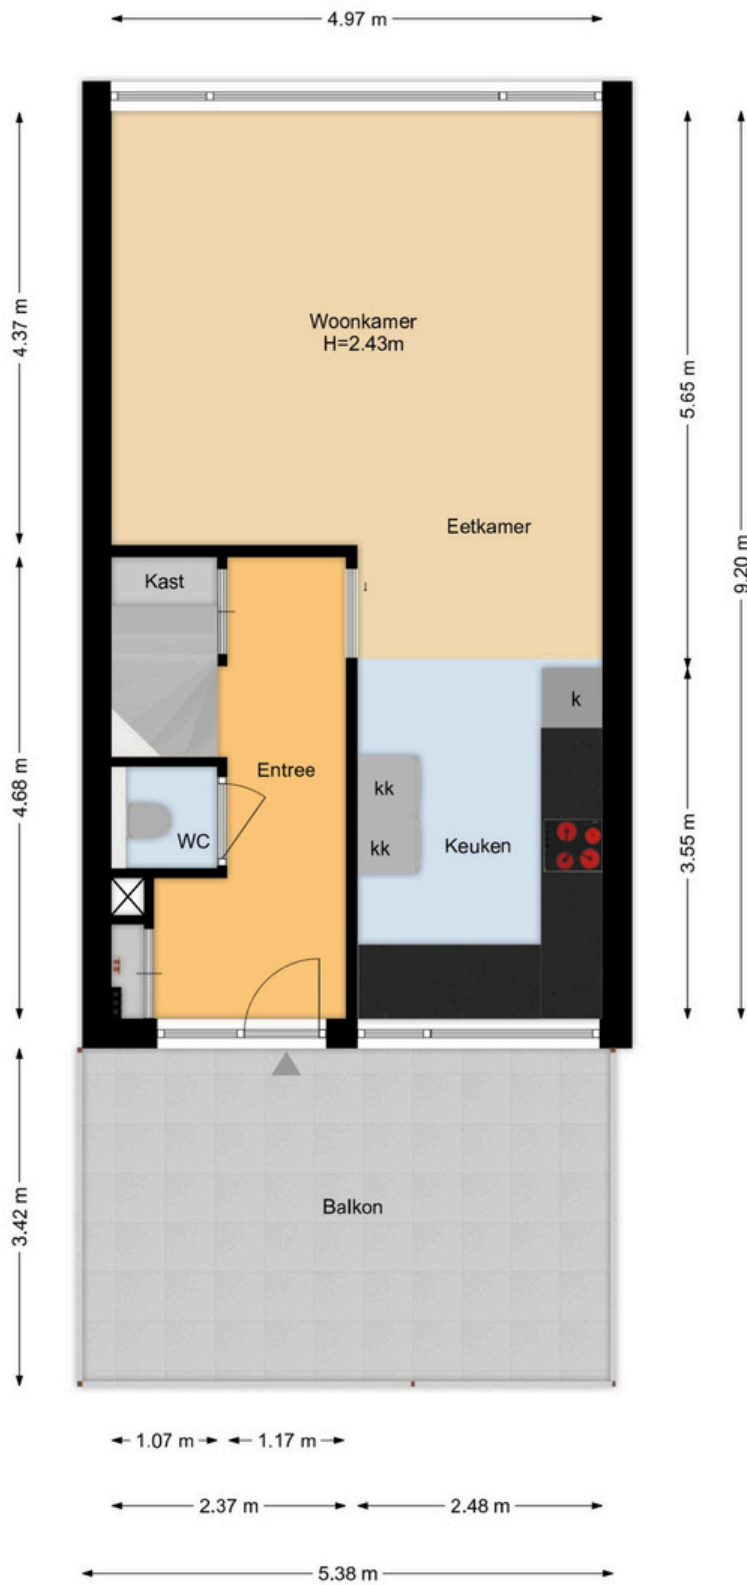 4.97 m
4.37 m
Woonkamer
H=2.43m
5.65 m
Eetkamer
9.20 m
Kast
k
Entree
kk
4.68 m
WC
kk
Keuken
3.55 m
3.42 m
Balkon
1.07 m
1.17 m
2.37 m
2.48 m
5.38 m